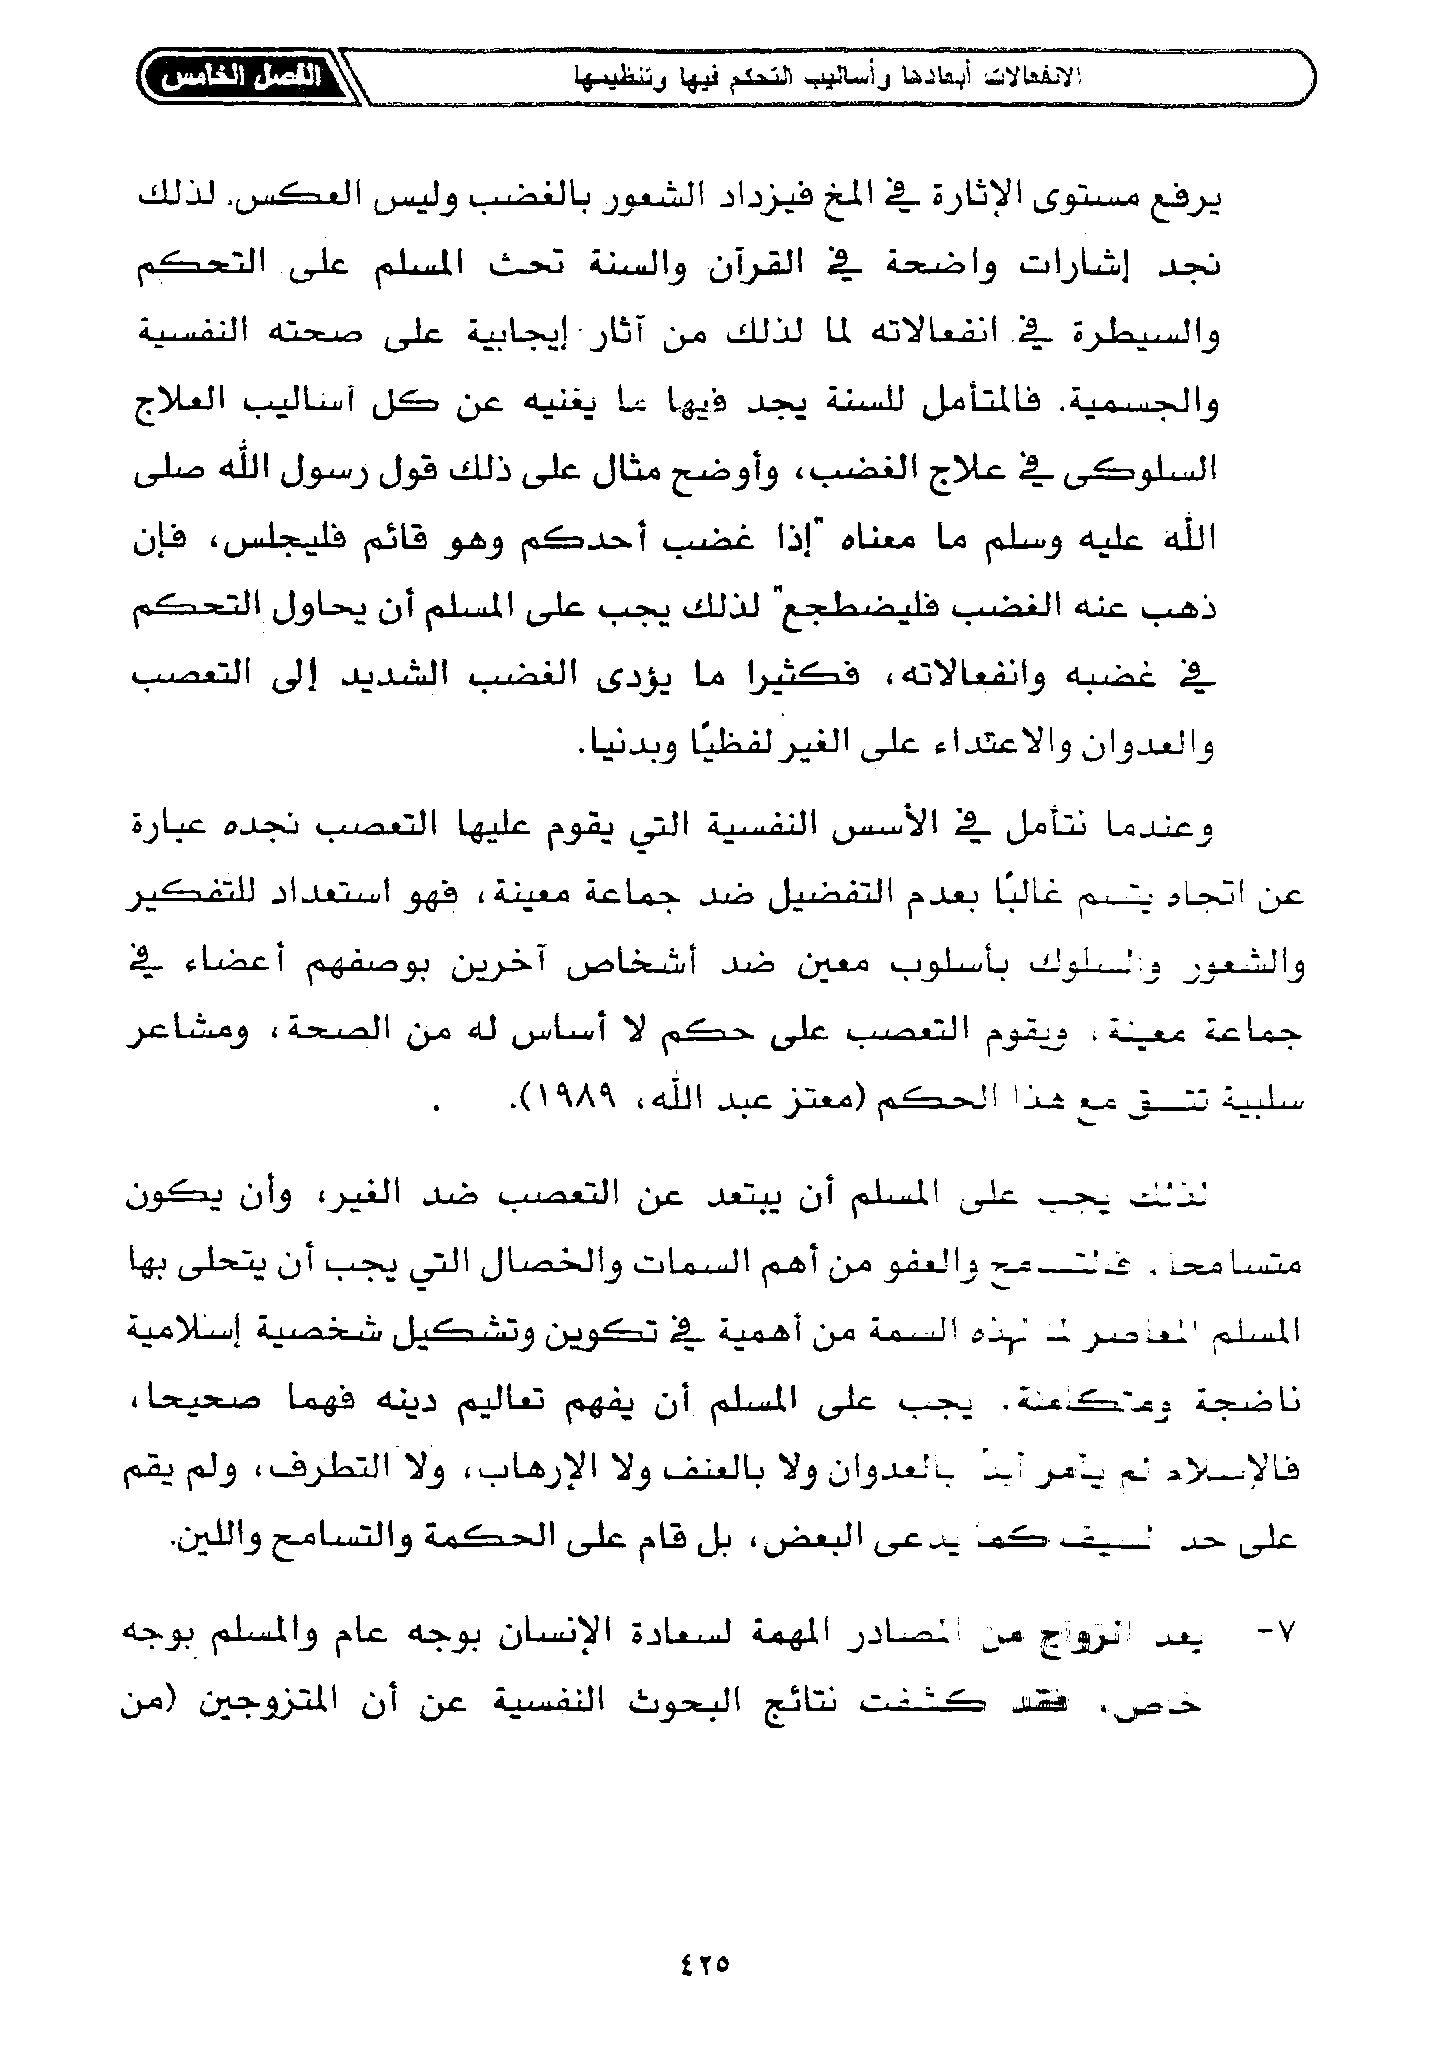 الانفعالات أبعادها وأساليب التحكم فيها وتنظيمها
الفصل الخامس
يرفع مستوى الإثارة في المخ فيزداد الشعور بالغضب وليس العكس. لذلك
نجد إشارات واضحة في القرآن والسنة تحث المسلم على التحكم
والسيطرة في انفعالاته لما لذلك من آثار إيجابية على صحته النفسية
والجسمية. فالمتأمل للسنة يجد فيها ما يغنيه عن كل أساليب العلاج
السلوكى في علاج الغضب، وأوضح مثال على ذلك قول رسول الله صلى
الله عليه وسلم ما معناه "إذا غضب أحدكم وهو قائم فليجلس، فإن
ذهب عنه الغضب فليضطجع" لذلك يجب على المسلم أن يحاول التحكم
في غضبه وانفعالاته، فكثيرا ما يؤدى الغضب الشديد إلى التعصب
والعدوان والاعتداء على الغير لفظيًا وبدنيا.
وعندما نتأمل في الأسس النفسية التي يقوم عليها التعصب نجده عبارة
عن اتجاه يتسم غالبًا بعدم التفضيل ضد جماعة معينة، فهو استعداد للتفكير
والشعور والسلوك بأسلوب معين ضد أشخاص آخرين بوصفهم أعضاء في
جماعة معينة، ويقوم التعصب على حكم لا أساس له من الصحة، ومشاعر
سلبية تتسق مع هذا الحكم (معتز عبد الله، ١٩٨٩).
لذلك يجب على المسلم أن يبتعد عن التعصب ضد الغير، وأن يكون
متسامحا. فالتسامح والعفو من أهم السمات والخصال التي يجب أن يتحلى بها
المسلم المعاصر لما لهذه السمة من أهمية في تكوين وتشكيل شخصية إسلامية
ناضجة ومتكاملة. يجب على المسلم أن يفهم تعاليم دينه فهما صحيحا،
فالإسلام لم يأمر أبدا بالعدوان ولا بالعنف ولا الإرهاب، ولا التطرف، ولم يقم
على حد السيف كما يدعى البعض، بل قام على الحكمة والتسامح واللين.
٧- يعد الزواج من المصادر المهمة لسعادة الإنسان بوجه عام والمسلم بوجه
خاص، فقد كشفت نتائج البحوث النفسية عن أن المتزوجين (من
٤٢٥